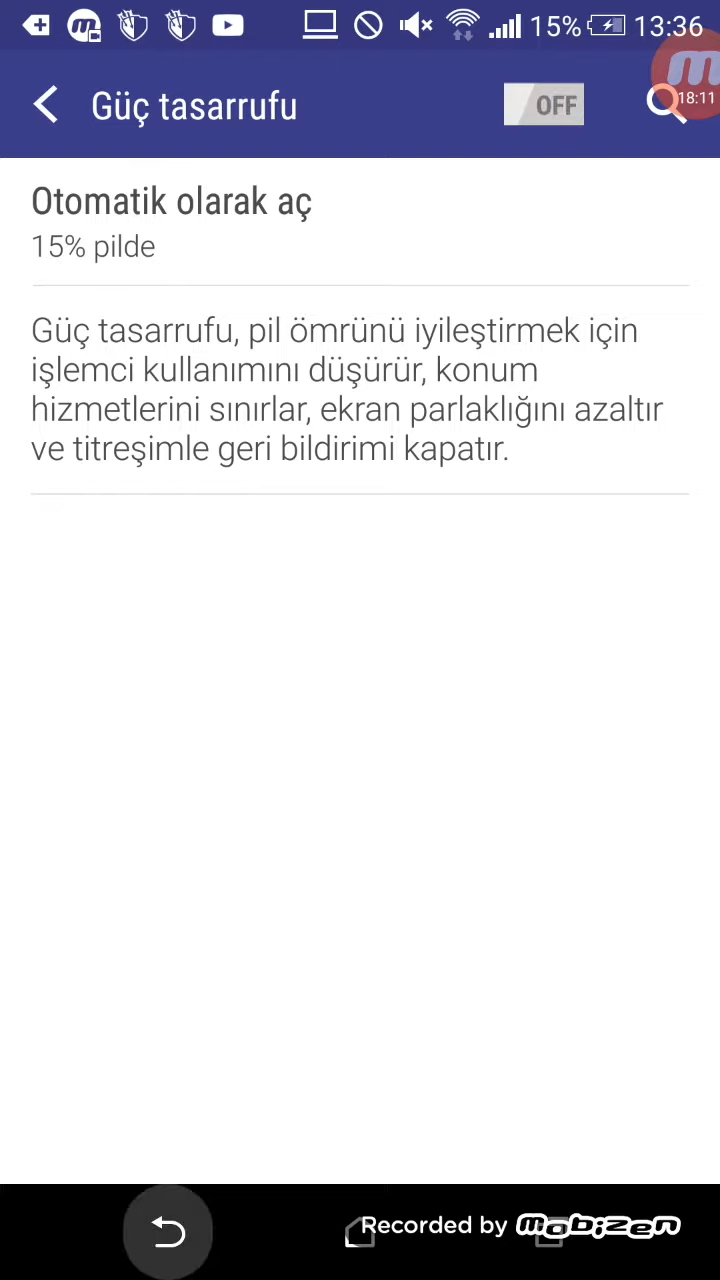 15% 13:36
Güç tasarrufu OFF 18:11
Otomatik olarak aç
15% pilde
Güç tasarrufu, pil ömrünü iyileştirmek için
işlemci kullanımını düşürür, konum
hizmetlerini sınırlar, ekran parlaklığını azaltır
ve titreşimle geri bildirimi kapatır.
Recorded by mobizen